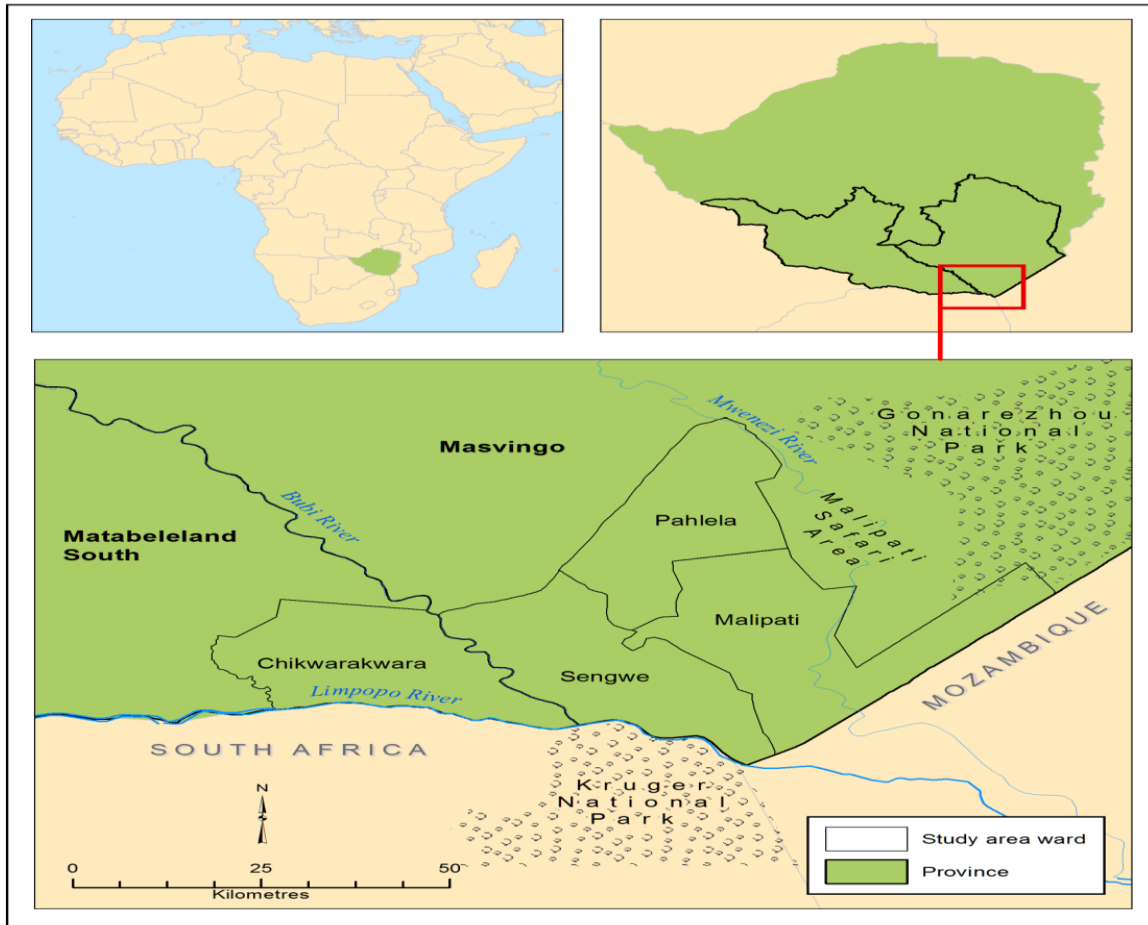 Mwenezi River
Gonarezhou
National
Park
Masvingo
Bubi River
Pahlela
Malipati
Safari
Area
Matabeleland
South
Malipati
MOZAMBIQUE
Chikwarakwara
Sengwe
Limpopo River
SOUTH AFRICA
Kruger
National
Park
N
0 25 50
Kilometres
Study area ward
Province